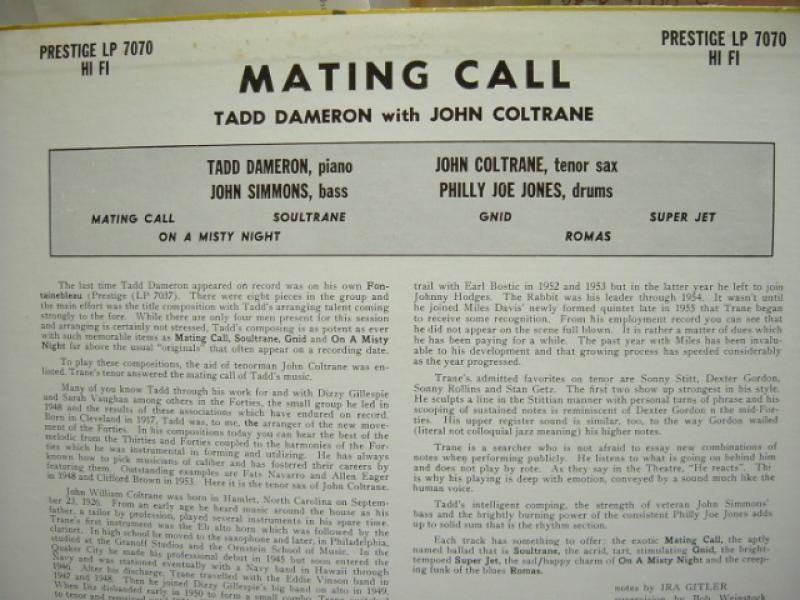 PRESTIGE LP 7070
HI FI
PRESTIGE LP 7070
HI FI
MATING CALL
TADD DAMERON with JOHN COLTRANE
TADD DAMERON, piano
JOHN COLTRANE, tenor sax
JOHN SIMMONS, bass
PHILLY JOE JONES, drums
MATING CALL SOULTRANE GNID SUPER JET
ON A MISTY NIGHT ROMAS
The last time Tadd Dameron appeared on record was on his own Fon-
tainebleau (Prestige (LP 7037). There were eight pieces in the group and
the main effort was the title composition with Tadd's arranging talent coming
strongly to the fore. While there are only four men present for this session
and arranging is certainly not stressed, Tadd's composing is as potent as ever
with such memorable items as Mating Call, Soultrane, Gnid and On A Misty
Night far above the usual "originals" that often appear on a recording date.
To play these compositions, the aid of tenorman John Coltrane was en-
listed. Trane's tenor answered the mating call of Tadd's music.
Many of you know Tadd through his work for and with Dizzy Gillespie
and Sarah Vaughan among others in the Forties, the small group he led in
1948 and the results of these associations which have endured on record.
Born in Cleveland in 1917, Tadd was, to me, the arranger of the new move-
ment of the Forties. In his compositions today you can hear the best of the
melodic from the Thirties and Forties coupled to the harmonies of the For-
ties which he was instrumental in forming and utilizing. He has always
known how to pick musicians of caliber and has fostered their careers by
featuring them. Outstanding examples are Fats Navarro and Allen Eager
in 1948 and Clifford Brown in 1953. Here it is the tenor sax of John Coltrane.
John William Coltrane was born in Hamlet, North Carolina on Septem-
ber 23, 1926. From an early age he heard music around the house as his
father, a tailor by profession, played several instruments in his spare time.
Trane's first instrument was the Eb alto horn which was followed by the
clarinet. In high school he moved to the saxophone and later, in Philadelphia,
studied at the Granoff Studios and the Ornstein School of Music. In the
Quaker City he made his professional debut in 1945 but soon entered the
Navy and was stationed eventually with a Navy band in Hawaii through
1946. After his discharge, Trane travelled with the Eddie Vinson band in
1947 and 1948. Then he joined Dizzy Gillespie's big band on alto in 1949.
When Diz disbanded early in 1950 to form a small combo, Trane
to tenor and remained
trail with Earl Bostic in 1952 and 1953 but in the latter year he left to join
Johnny Hodges. The Rabbit was his leader through 1954. It wasn't until
he joined Miles Davis' newly formed quintet late in 1955 that Trane began
to receive some recognition. From his employment record you can see that
he did not appear on the scene full blown. It is rather a matter of dues which
he has been paying for a while. The past year with Miles has been invalu-
able to his development and that growing process has speeded considerably
as the year progressed.
Trane's admitted favorites on tenor are Sonny Stitt, Dexter Gordon,
Sonny Rollins and Stan Getz. The first two show up strongest in his style.
He sculpts a line in the Stittian manner with personal turns of phrase and his
scooping of sustained notes is reminiscent of Dexter Gordon n the mid-For-
ties. His upper register sound is similar, too, to the way Gordon wailed
(literal not colloquial jazz meaning) his higher notes.
Trane is a searcher who is not afraid to essay new combinations of
notes when performing publicly. He listens to what is going on behind him
and does not play by rote. As they say in the Theatre, "He reacts". Thi
is why his playing is deep with emotion, conveyed by a sound much like the
human voice.
Tadd's intelligent comping, the strength of veteran John Simmons'
bass and the brightly burning power of the consistent Philly Joe Jones adds
up to solid sum that is the rhythm section.
Each track has something to offer: the exotic Mating Call, the aptly
named ballad that is Soultrane, the acrid, tart, stimulating Gnid, the bright-
tempoed Super Jet, the sad/happy charm of On A Misty Night and the creep-
ing funk of the blues Romas.
notes by IRA GITLER
supervision by Bob Weinstock